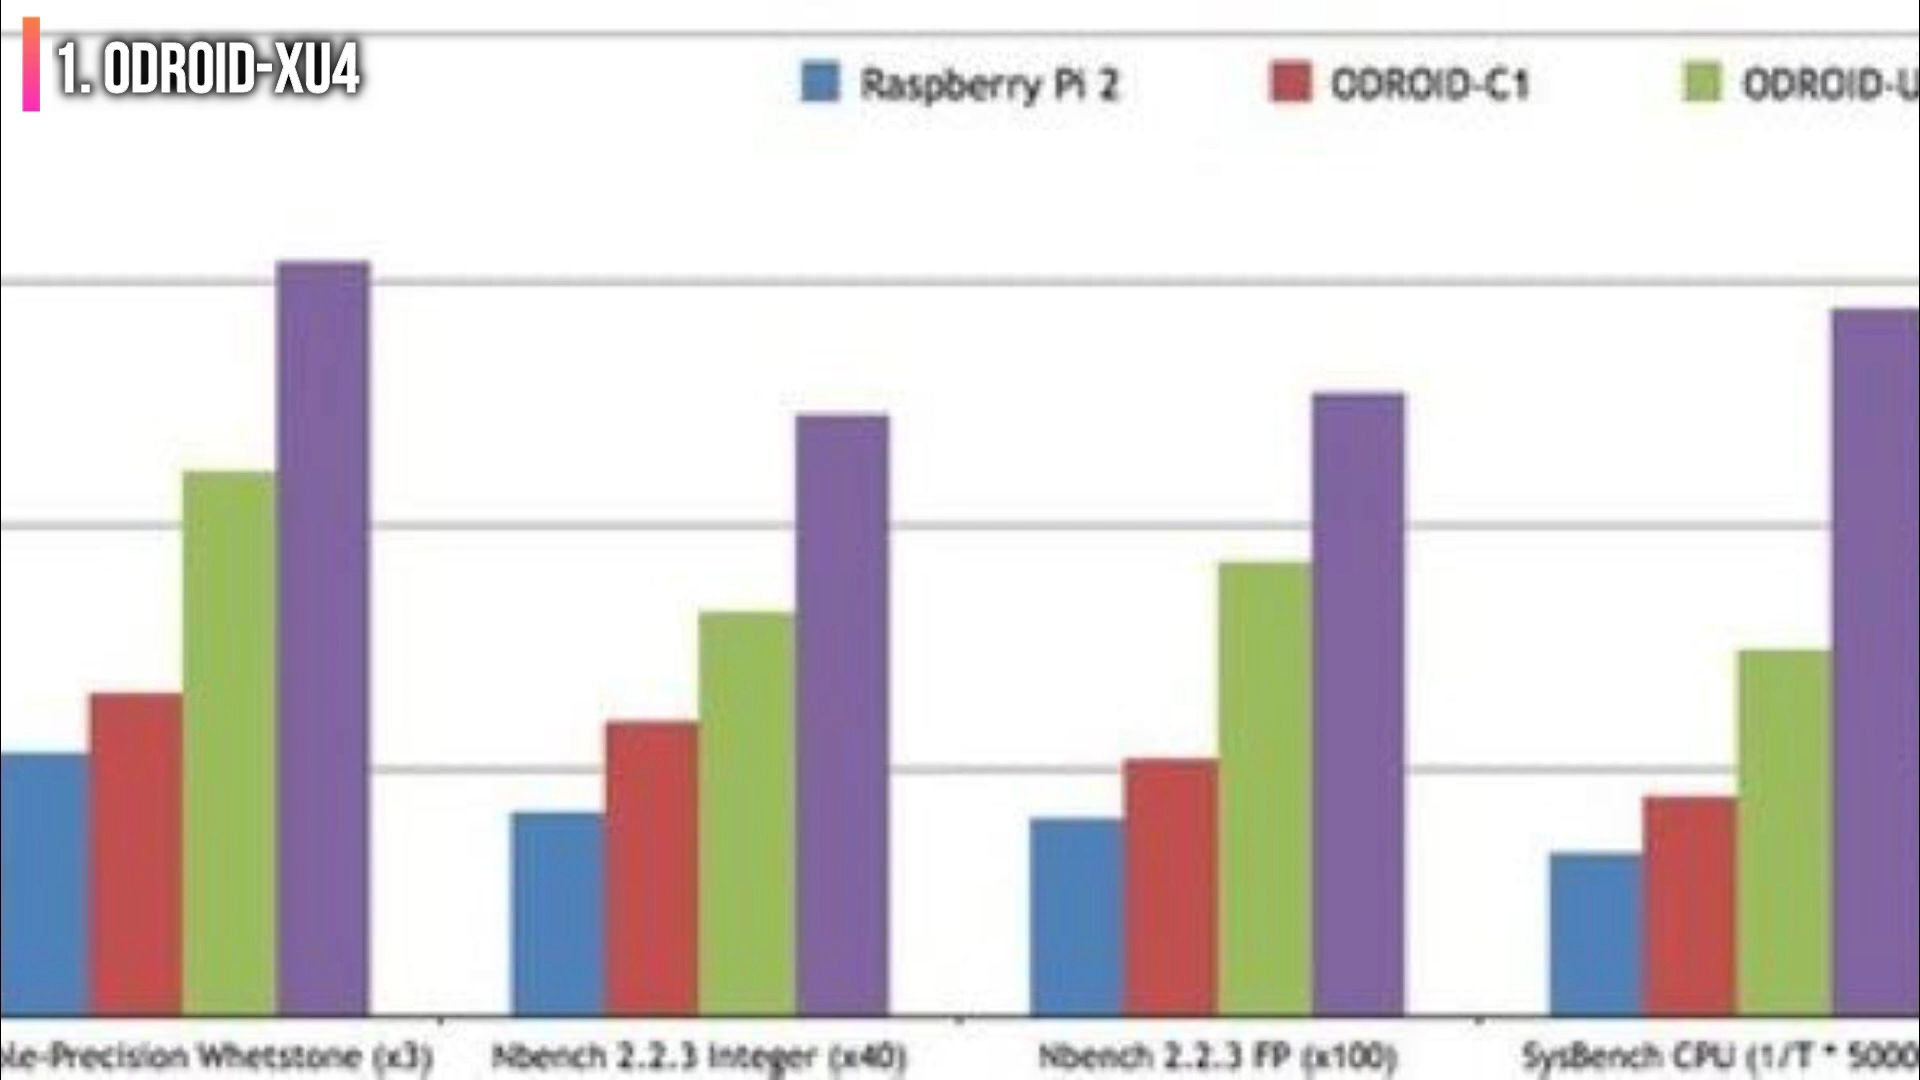 1. ODROID-XU4
Raspberry Pi 2
ODROID-C1
ODROID-U
le-Precision Whetstone (x3)
Nbench 2.2.3 Integer (x40)
Nbench 2.2.3 FP (x100)
SysBench CPU (1/T * 5000